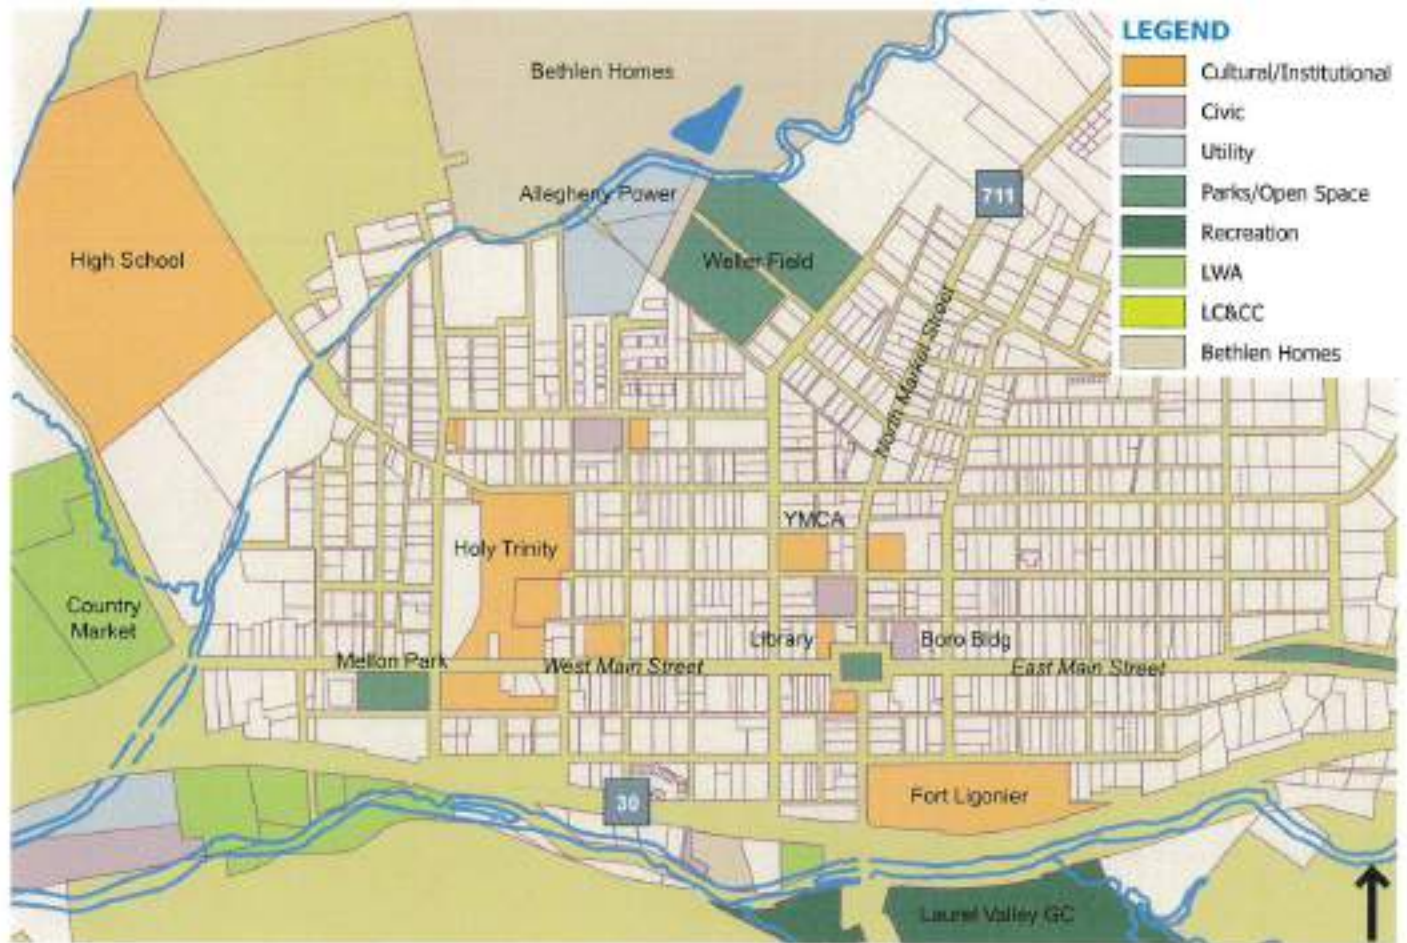 LEGEND
Cultural/Institutional
Civic
Utility
Parks/Open Space
Recreation
LWA
LC&CC
Bethlen Homes
Bethlen Homes
Allegheny Power
711
High School
Weller Field
North Market Street
YMCA
Holy Trinity
Country
Market
Library
Boro Bldg
Mellon Park
West Main Street
East Main Street
30
Fort Ligonier
Laurel Valley GC